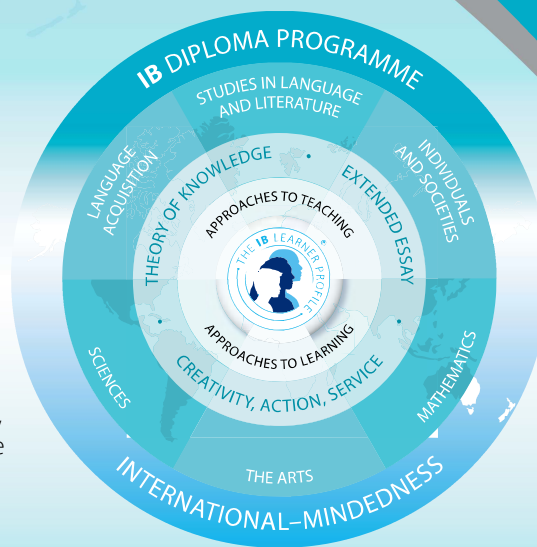 IB DIPLOMA PROGRAMME
STUDIES IN LANGUAGE
AND LITERATURE
LANGUAGE
ACQUISITION
INDIVIDUALS
AND SOCIETIES
THEORY OF KNOWLEDGE
EXTENDED ESSAY
APPROACHES TO TEACHING
THE IB LEARNER PROFILE
APPROACHES TO LEARNING
CREATIVITY, ACTION, SERVICE
SCIENCES
MATHEMATICS
THE ARTS
INTERNATIONAL–MINDEDNESS